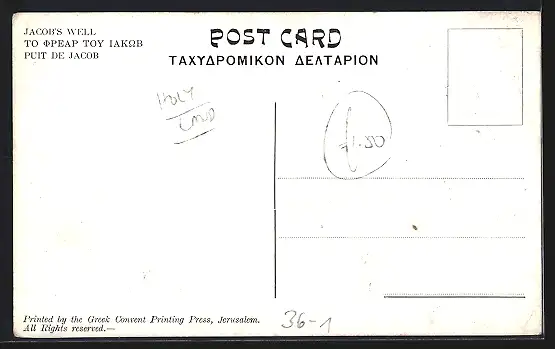 JACOB'S WELL
ΤΟ ΦΡΕΑΡ ΤΟΥ ΙΑΚΩΒ
PUIT DE JACOB
POST CARD
ΤΑΧΥΔΡΟΜΙΚΟΝ ΔΕΛΤΑΡΙΟΝ
HOLY
LAND
£1.50
Printed by the Greek Convent Printing Press, Jerusalem.
All Rights reserved.—
36-1